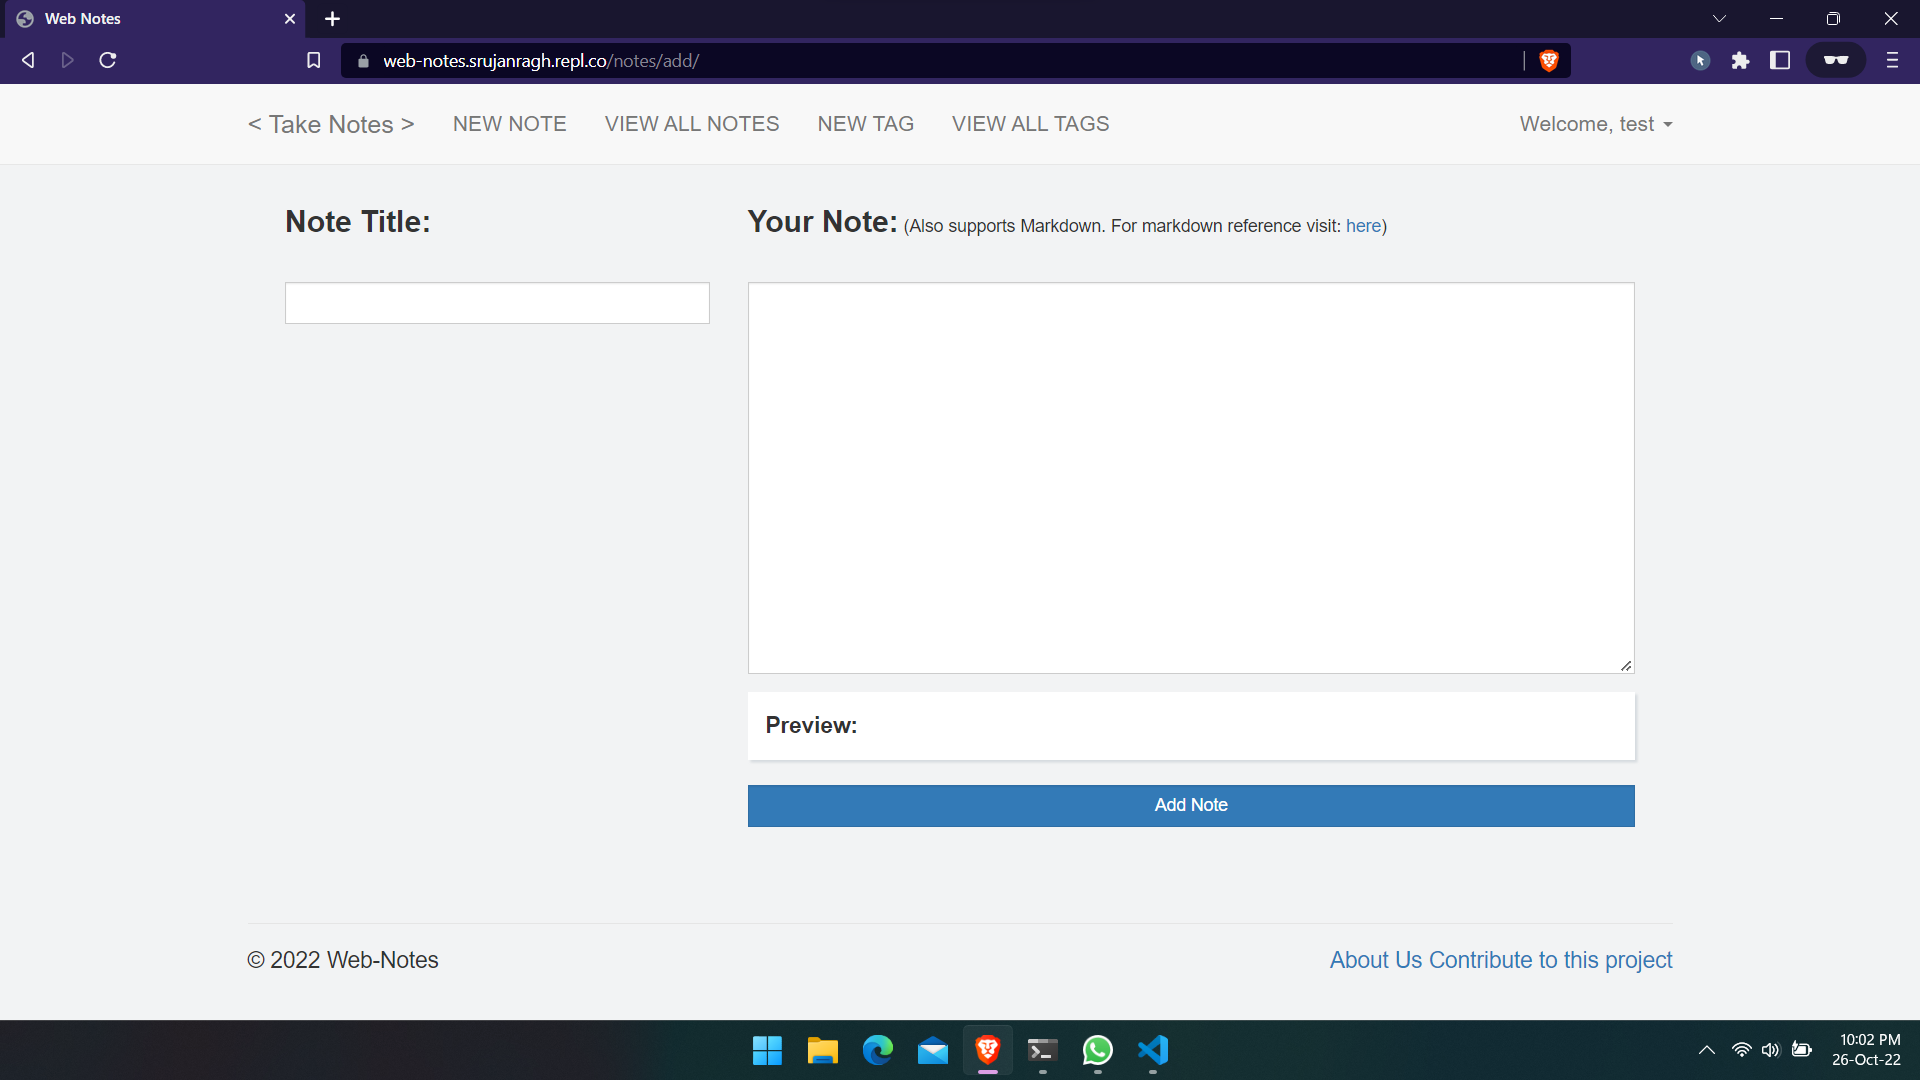 Web Notes
web-notes.srujanragh.repl.co/notes/add/
< Take Notes > NEW NOTE VIEW ALL NOTES NEW TAG VIEW ALL TAGS Welcome, test
Note Title:
Your Note: (Also supports Markdown. For markdown reference visit: here)
Preview:
Add Note
© 2022 Web-Notes About Us Contribute to this project
10:02 PM
26-Oct-22